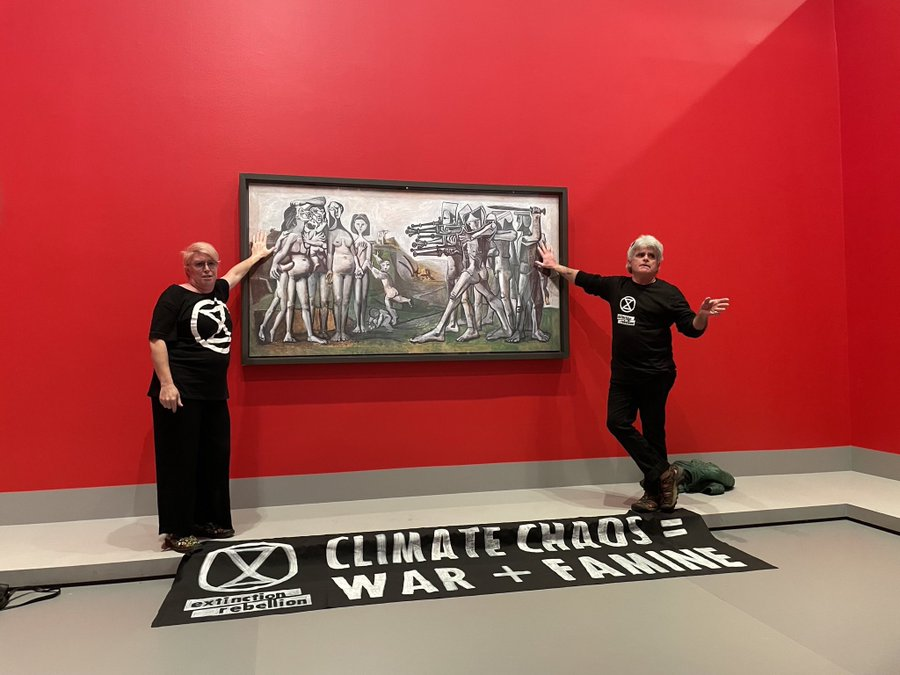 CLIMATE CHAOS =
WAR + FAMINE
extinction
rebellion